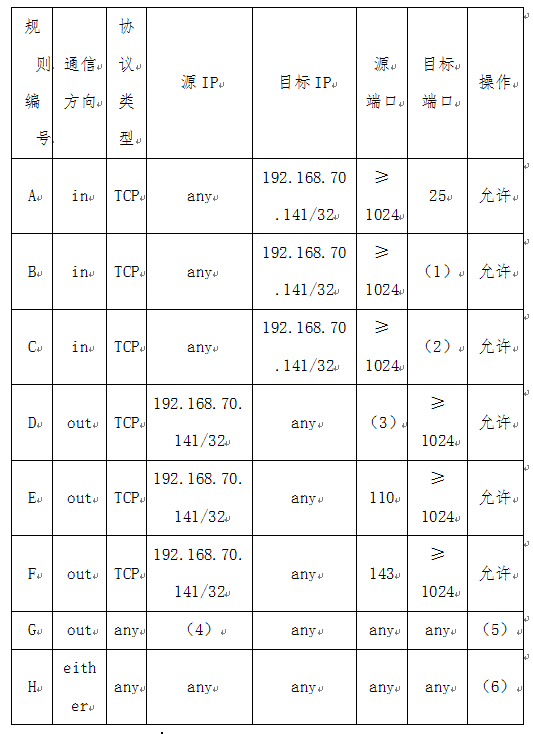 规则编号 通信方向 协议类型 源 IP 目标 IP 源端口 目标端口 操作
A in TCP any 192.168.70.141/32 ≥1024 25 允许
B in TCP any 192.168.70.141/32 ≥1024 (1) 允许
C in TCP any 192.168.70.141/32 ≥1024 (2) 允许
D out TCP 192.168.70.141/32 any (3) ≥1024 允许
E out TCP 192.168.70.141/32 any 110 ≥1024 允许
F out TCP 192.168.70.141/32 any 143 ≥1024 允许
G out any (4) any any any (5)
H either any any any any any (6)